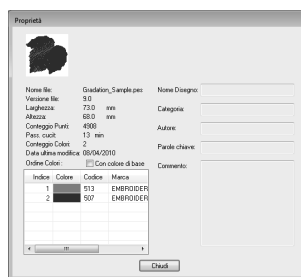 Proprietà
Nome file: Gradation_Sample.pes
Versione file: 9.0
Larghezza: 73.0 mm
Altezza: 68.0 mm
Conteggio Punti: 4908
Pass. cucit 13 min
Conteggio Colori: 2
Data ultima modifica: 08/04/2010
Ordine Colori: Con colore di base
Indice Colore Codice Marca
1 513 EMBROIDER
2 507 EMBROIDER
Nome Disegno:
Categoria:
Autore:
Parole chiave:
Commento:
Chiudi